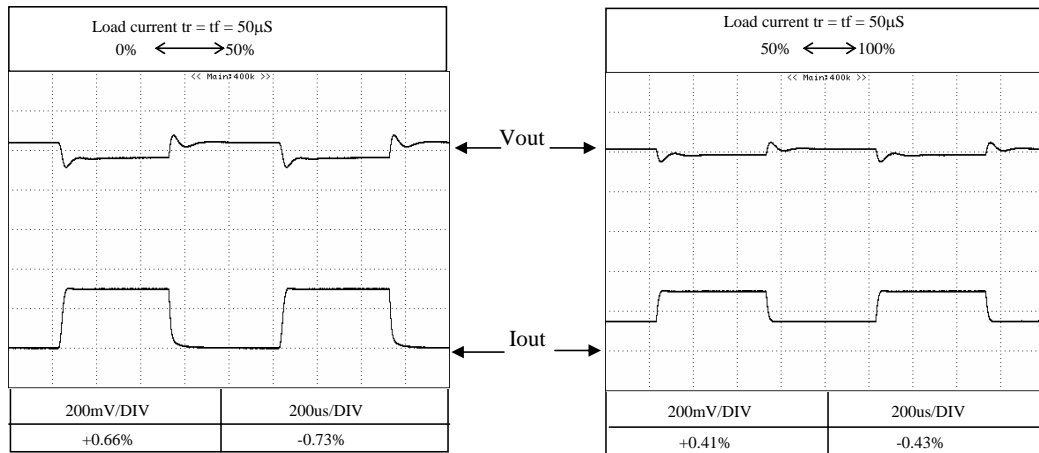 Load current tr = tf = 50µS
0% 50%
<< Main:400k >>
200mV/DIV 200us/DIV
+0.66% -0.73%
Vout
Iout
Load current tr = tf = 50µS
50% 100%
<< Main:400k >>
200mV/DIV 200us/DIV
+0.41% -0.43%